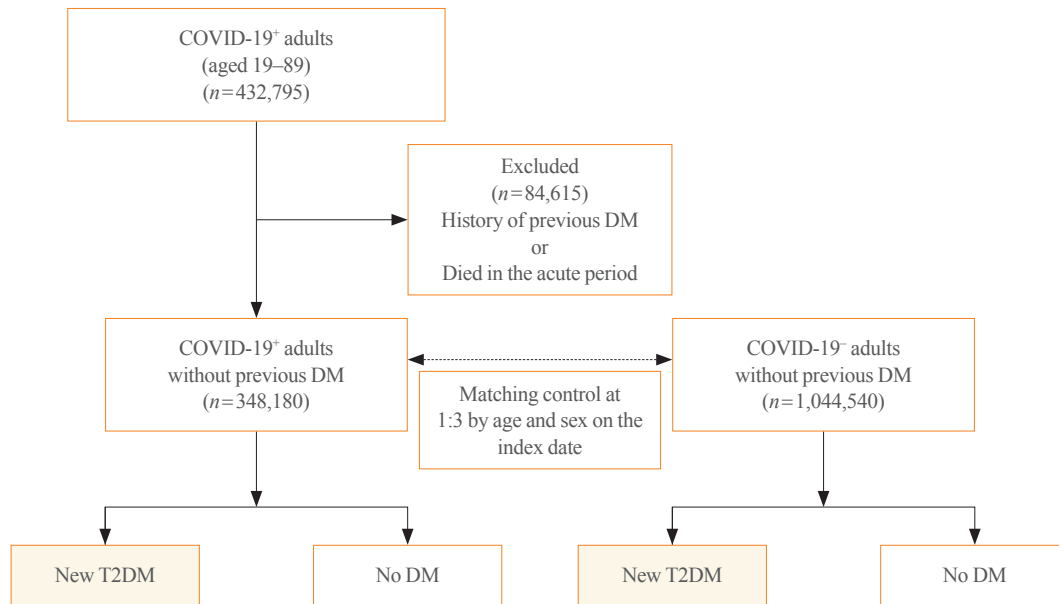 COVID-19⁺ adults
(aged 19–89)
(n=432,795)
Excluded
(n=84,615)
History of previous DM
or
Died in the acute period
COVID-19⁺ adults
without previous DM
(n=348,180)
Matching control at
1:3 by age and sex on the
index date
COVID-19⁻ adults
without previous DM
(n=1,044,540)
New T2DM
No DM
New T2DM
No DM